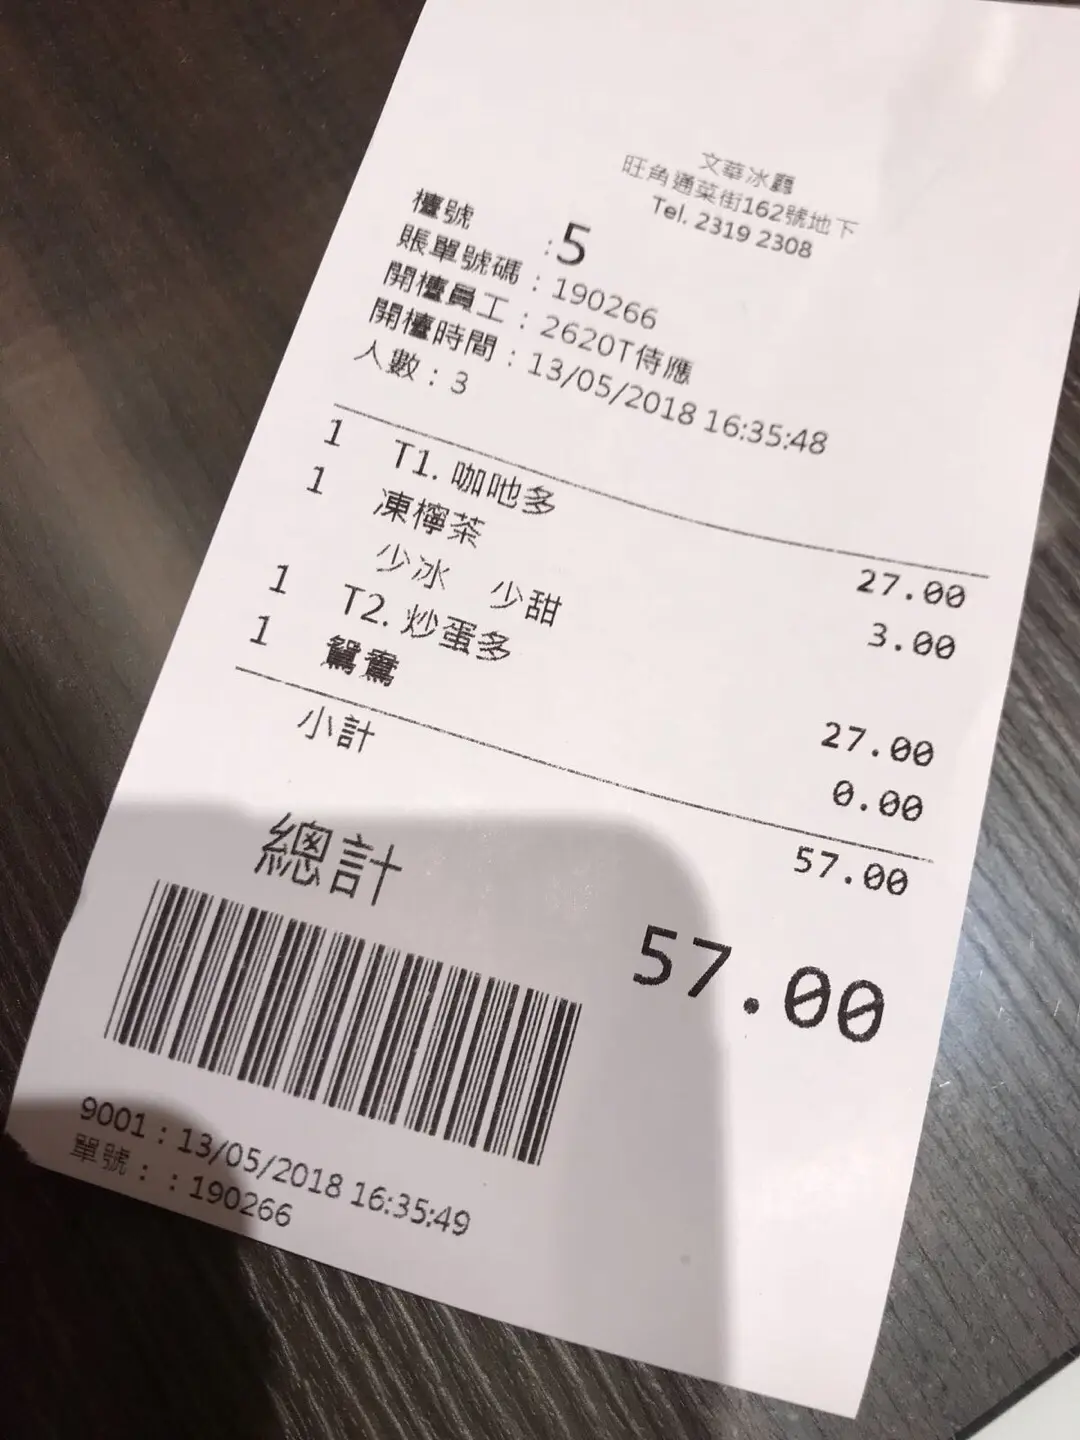 文華冰廳
旺角通菜街162號地下
Tel. 2319 2308
檯號 :5
賬單號碼:190266
開檯員工:2620T侍應
開檯時間:13/05/2018 16:35:48
人數:3
1 T1. 咖吔多 27.00
1 凍檸茶 3.00
少冰 少甜
1 T2. 炒蛋多 27.00
1 鴛鴦 0.00
小計 57.00
總計 57.00
9001:13/05/2018 16:35:49
單號::190266